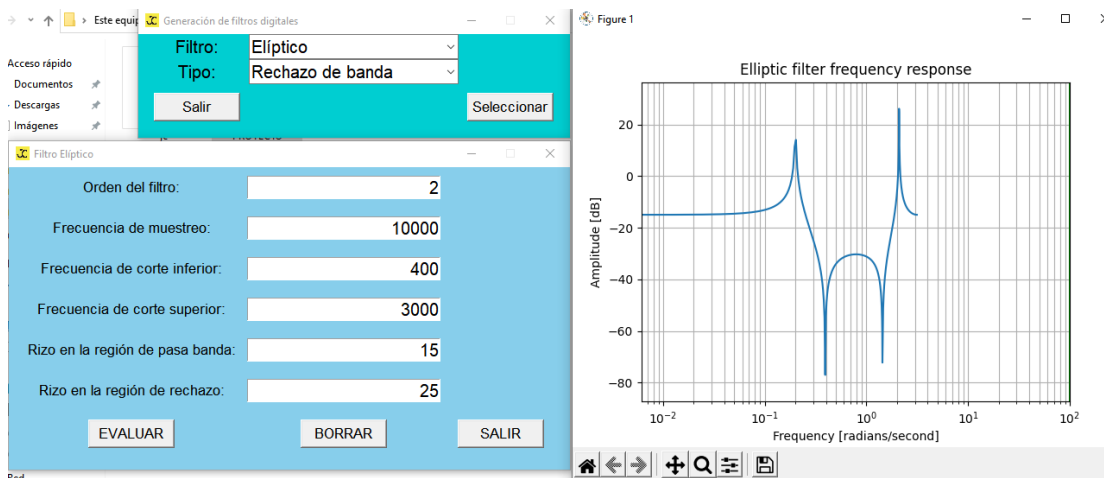 Este equip
Acceso rápido
Documentos
Descargas
Imágenes
Generación de filtros digitales
Filtro:
Elíptico
Tipo:
Rechazo de banda
Salir
Seleccionar
Filtro Elíptico
Orden del filtro:
2
Frecuencia de muestreo:
10000
Frecuencia de corte inferior:
400
Frecuencia de corte superior:
3000
Rizo en la región de pasa banda:
15
Rizo en la región de rechazo:
25
EVALUAR
BORRAR
SALIR
Figure 1
Elliptic filter frequency response
Amplitude [dB]
20
0
−20
−40
−60
−80
10⁻²
10⁻¹
10⁰
10¹
10²
Frequency [radians/second]